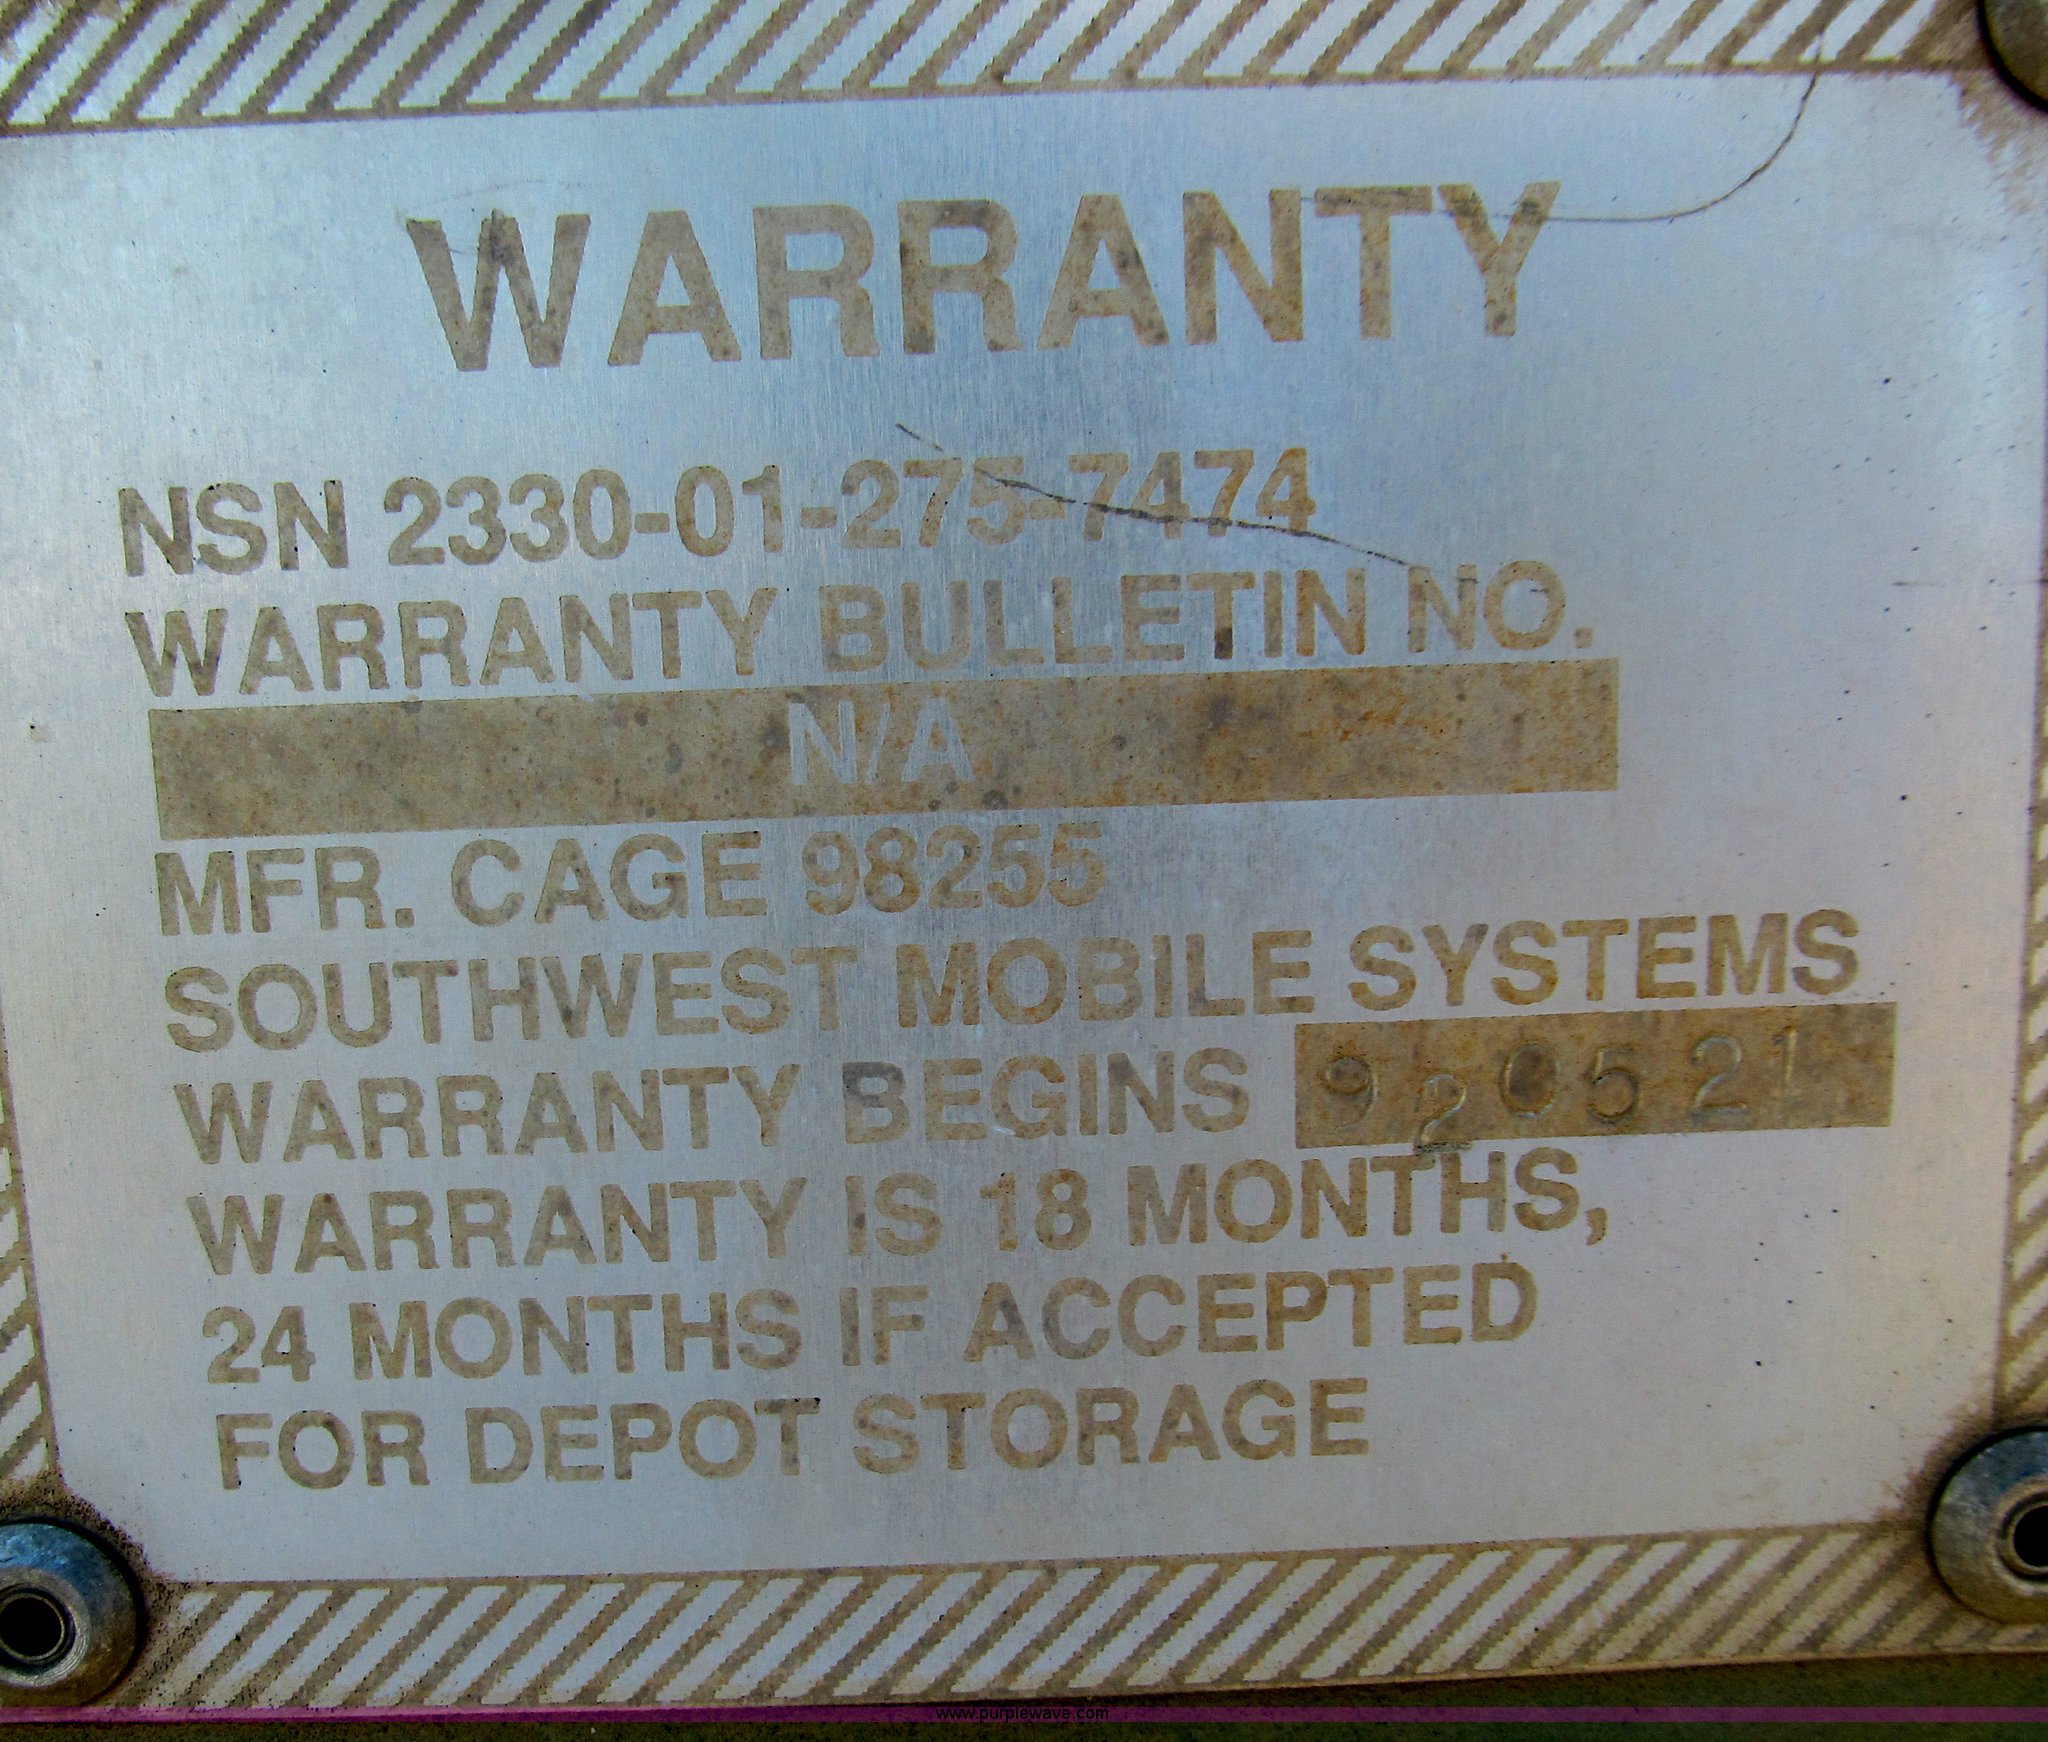 WARRANTY
NSN 2330-01-275-7474
WARRANTY BULLETIN NO.
N/A
MFR. CAGE 98255
SOUTHWEST MOBILE SYSTEMS
WARRANTY BEGINS 920521
WARRANTY IS 18 MONTHS,
24 MONTHS IF ACCEPTED
FOR DEPOT STORAGE
www.purplewave.com